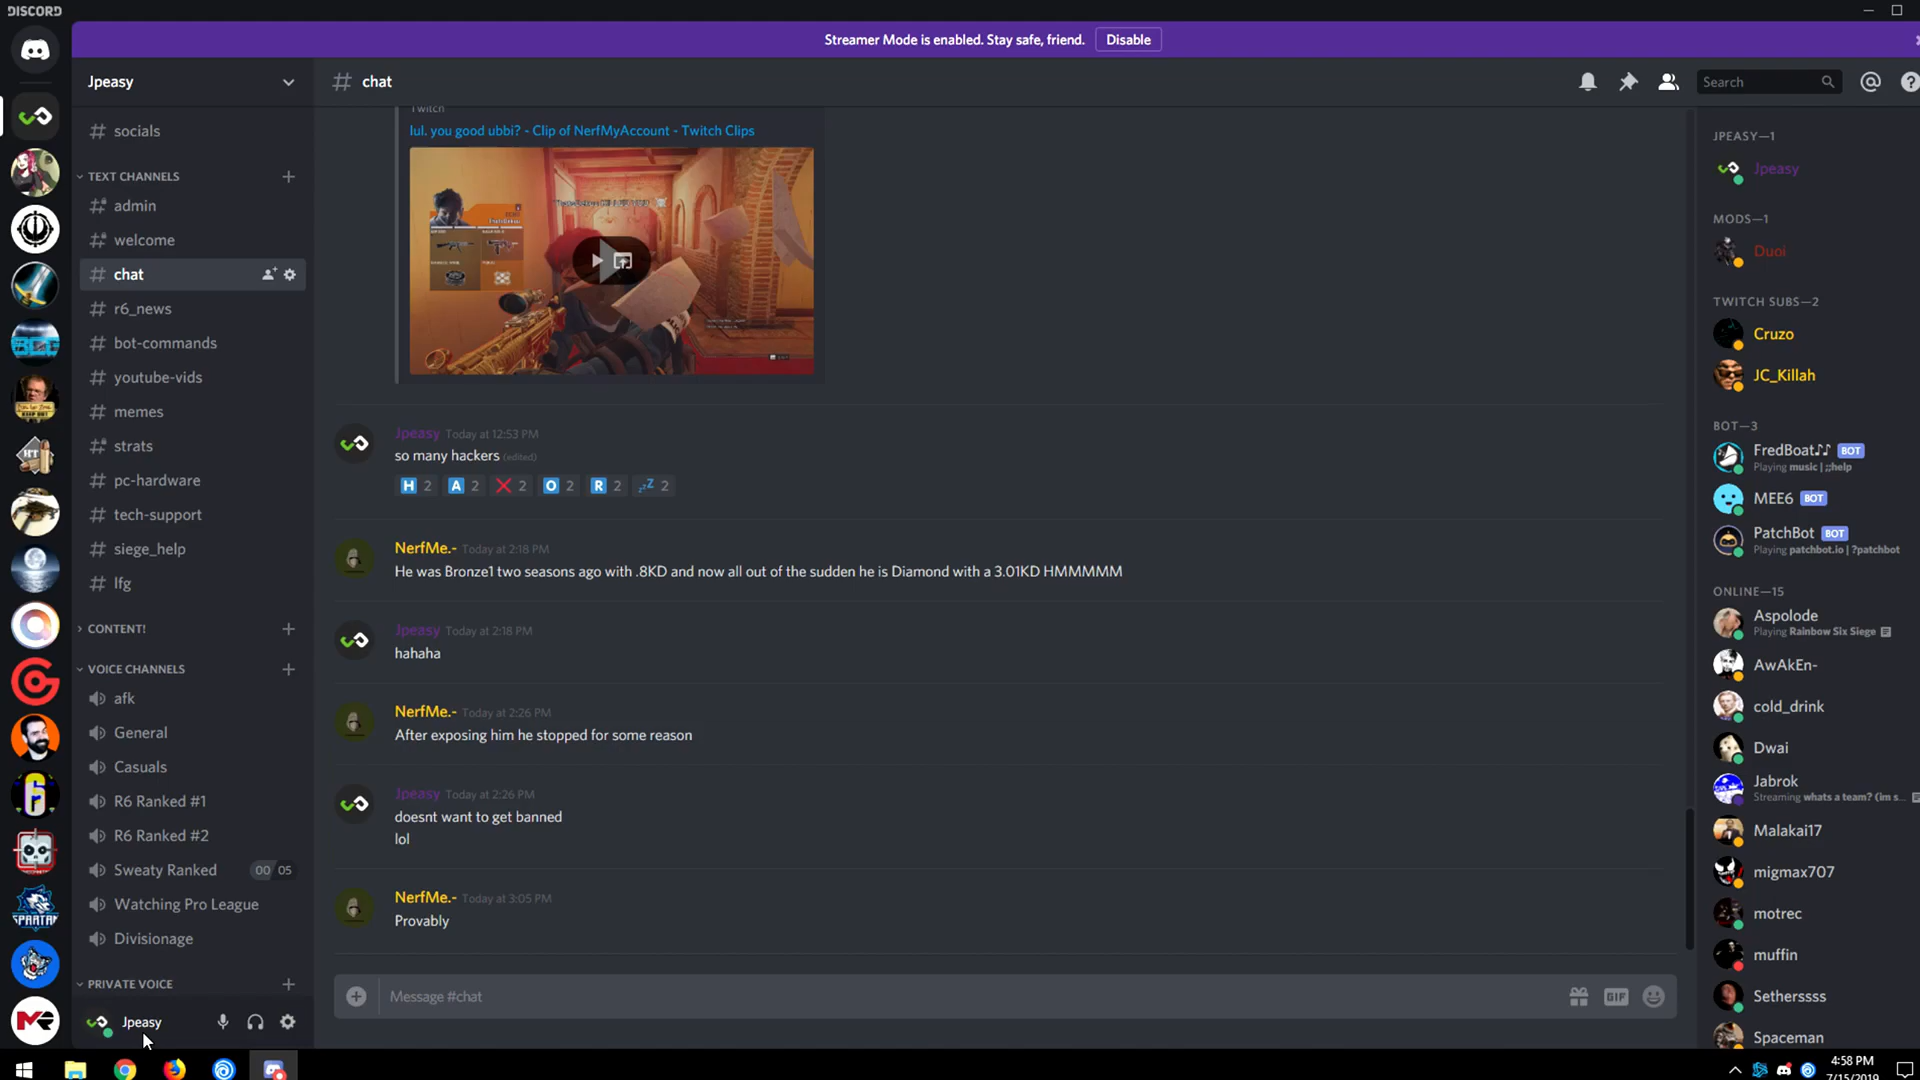 DISCORD
Streamer Mode is enabled. Stay safe, friend. Disable
Jpeasy
# chat
Search
socials
TEXT CHANNELS
admin
welcome
chat
r6_news
bot-commands
youtube-vids
memes
strats
pc-hardware
tech-support
siege_help
lfg
CONTENT!
VOICE CHANNELS
afk
General
Casuals
R6 Ranked #1
R6 Ranked #2
Sweaty Ranked 00 05
Watching Pro League
Divisionage
PRIVATE VOICE
Jpeasy
Twitch
lul. you good ubbi? - Clip of NerfMyAccount - Twitch Clips
Jpeasy Today at 12:53 PM
so many hackers (edited)
H 2 A 2 ❌ 2 O 2 R 2 💤 2
NerfMe.- Today at 2:18 PM
He was Bronze1 two seasons ago with .8KD and now all out of the sudden he is Diamond with a 3.01KD HMMMMM
Jpeasy Today at 2:18 PM
hahaha
NerfMe.- Today at 2:26 PM
After exposing him he stopped for some reason
Jpeasy Today at 2:26 PM
doesnt want to get banned
lol
NerfMe.- Today at 3:05 PM
Provably
Message #chat
GIF
JPEASY—1
Jpeasy
MODS—1
Duoi
TWITCH SUBS—2
Cruzo
JC_Killah
BOT—3
FredBoat♪♪ BOT
Playing music | ;;help
MEE6 BOT
PatchBot BOT
Playing patchbot.io | ?patchbot
ONLINE—15
Aspolode
Playing Rainbow Six Siege
AwAkEn-
cold_drink
Dwai
Jabrok
Streaming whats a team? (im s...
Malakai17
migmax707
motrec
muffin
Setherssss
Spaceman
4:58 PM
7/15/2019